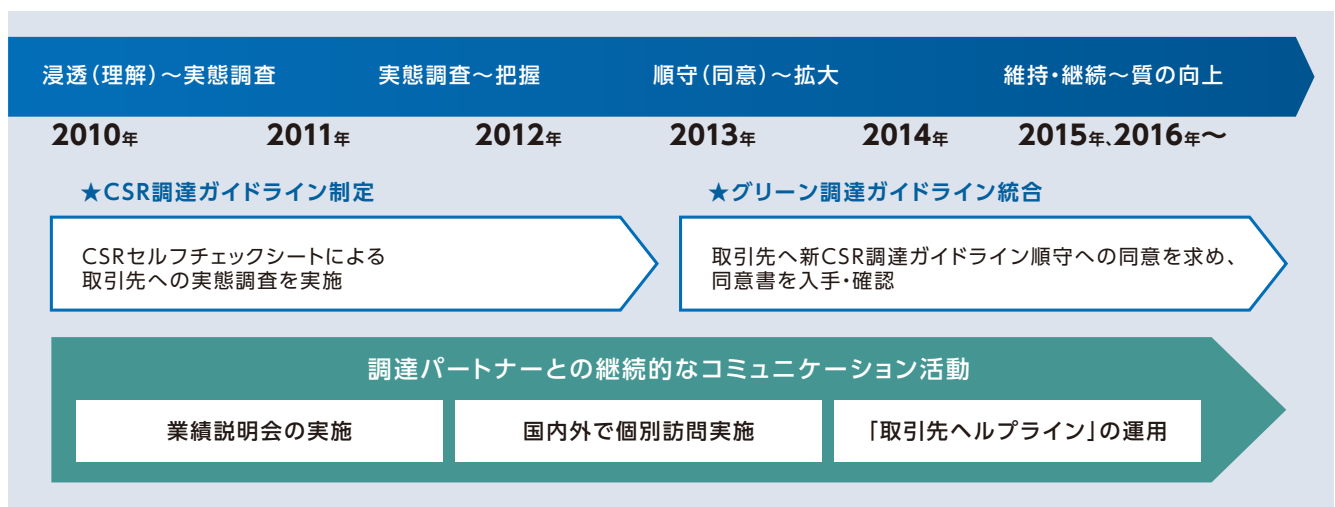 浸透（理解）～実態調査 実態調査～把握 順守（同意）～拡大 維持・継続～質の向上
2010年 2011年 2012年 2013年 2014年 2015年、2016年～
★CSR調達ガイドライン制定
CSRセルフチェックシートによる
取引先への実態調査を実施
★グリーン調達ガイドライン統合
取引先へ新CSR調達ガイドライン順守への同意を求め、
同意書を入手・確認
調達パートナーとの継続的なコミュニケーション活動
業績説明会の実施 国内外で個別訪問実施 「取引先ヘルプライン」の運用